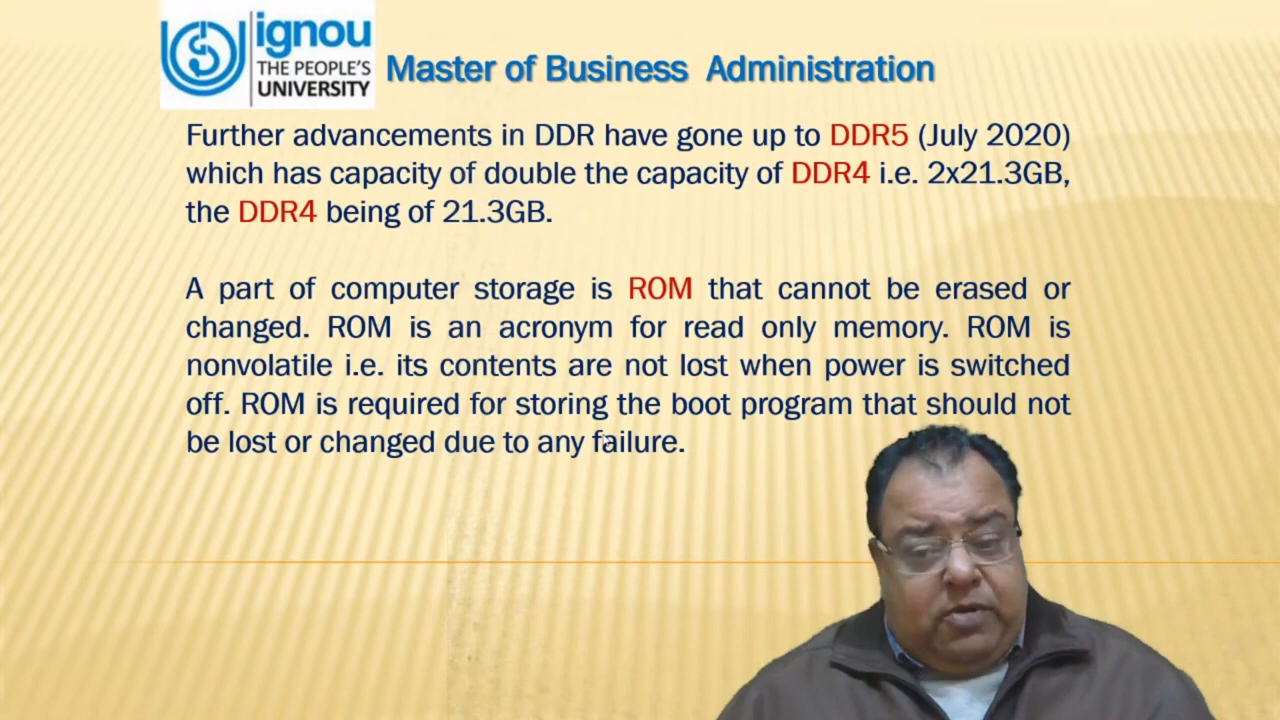 ignou
THE PEOPLE'S
UNIVERSITY
Master of Business Administration
Further advancements in DDR have gone up to DDR5 (July 2020)
which has capacity of double the capacity of DDR4 i.e. 2x21.3GB,
the DDR4 being of 21.3GB.
A part of computer storage is ROM that cannot be erased or
changed. ROM is an acronym for read only memory. ROM is
nonvolatile i.e. its contents are not lost when power is switched
off. ROM is required for storing the boot program that should not
be lost or changed due to any failure.